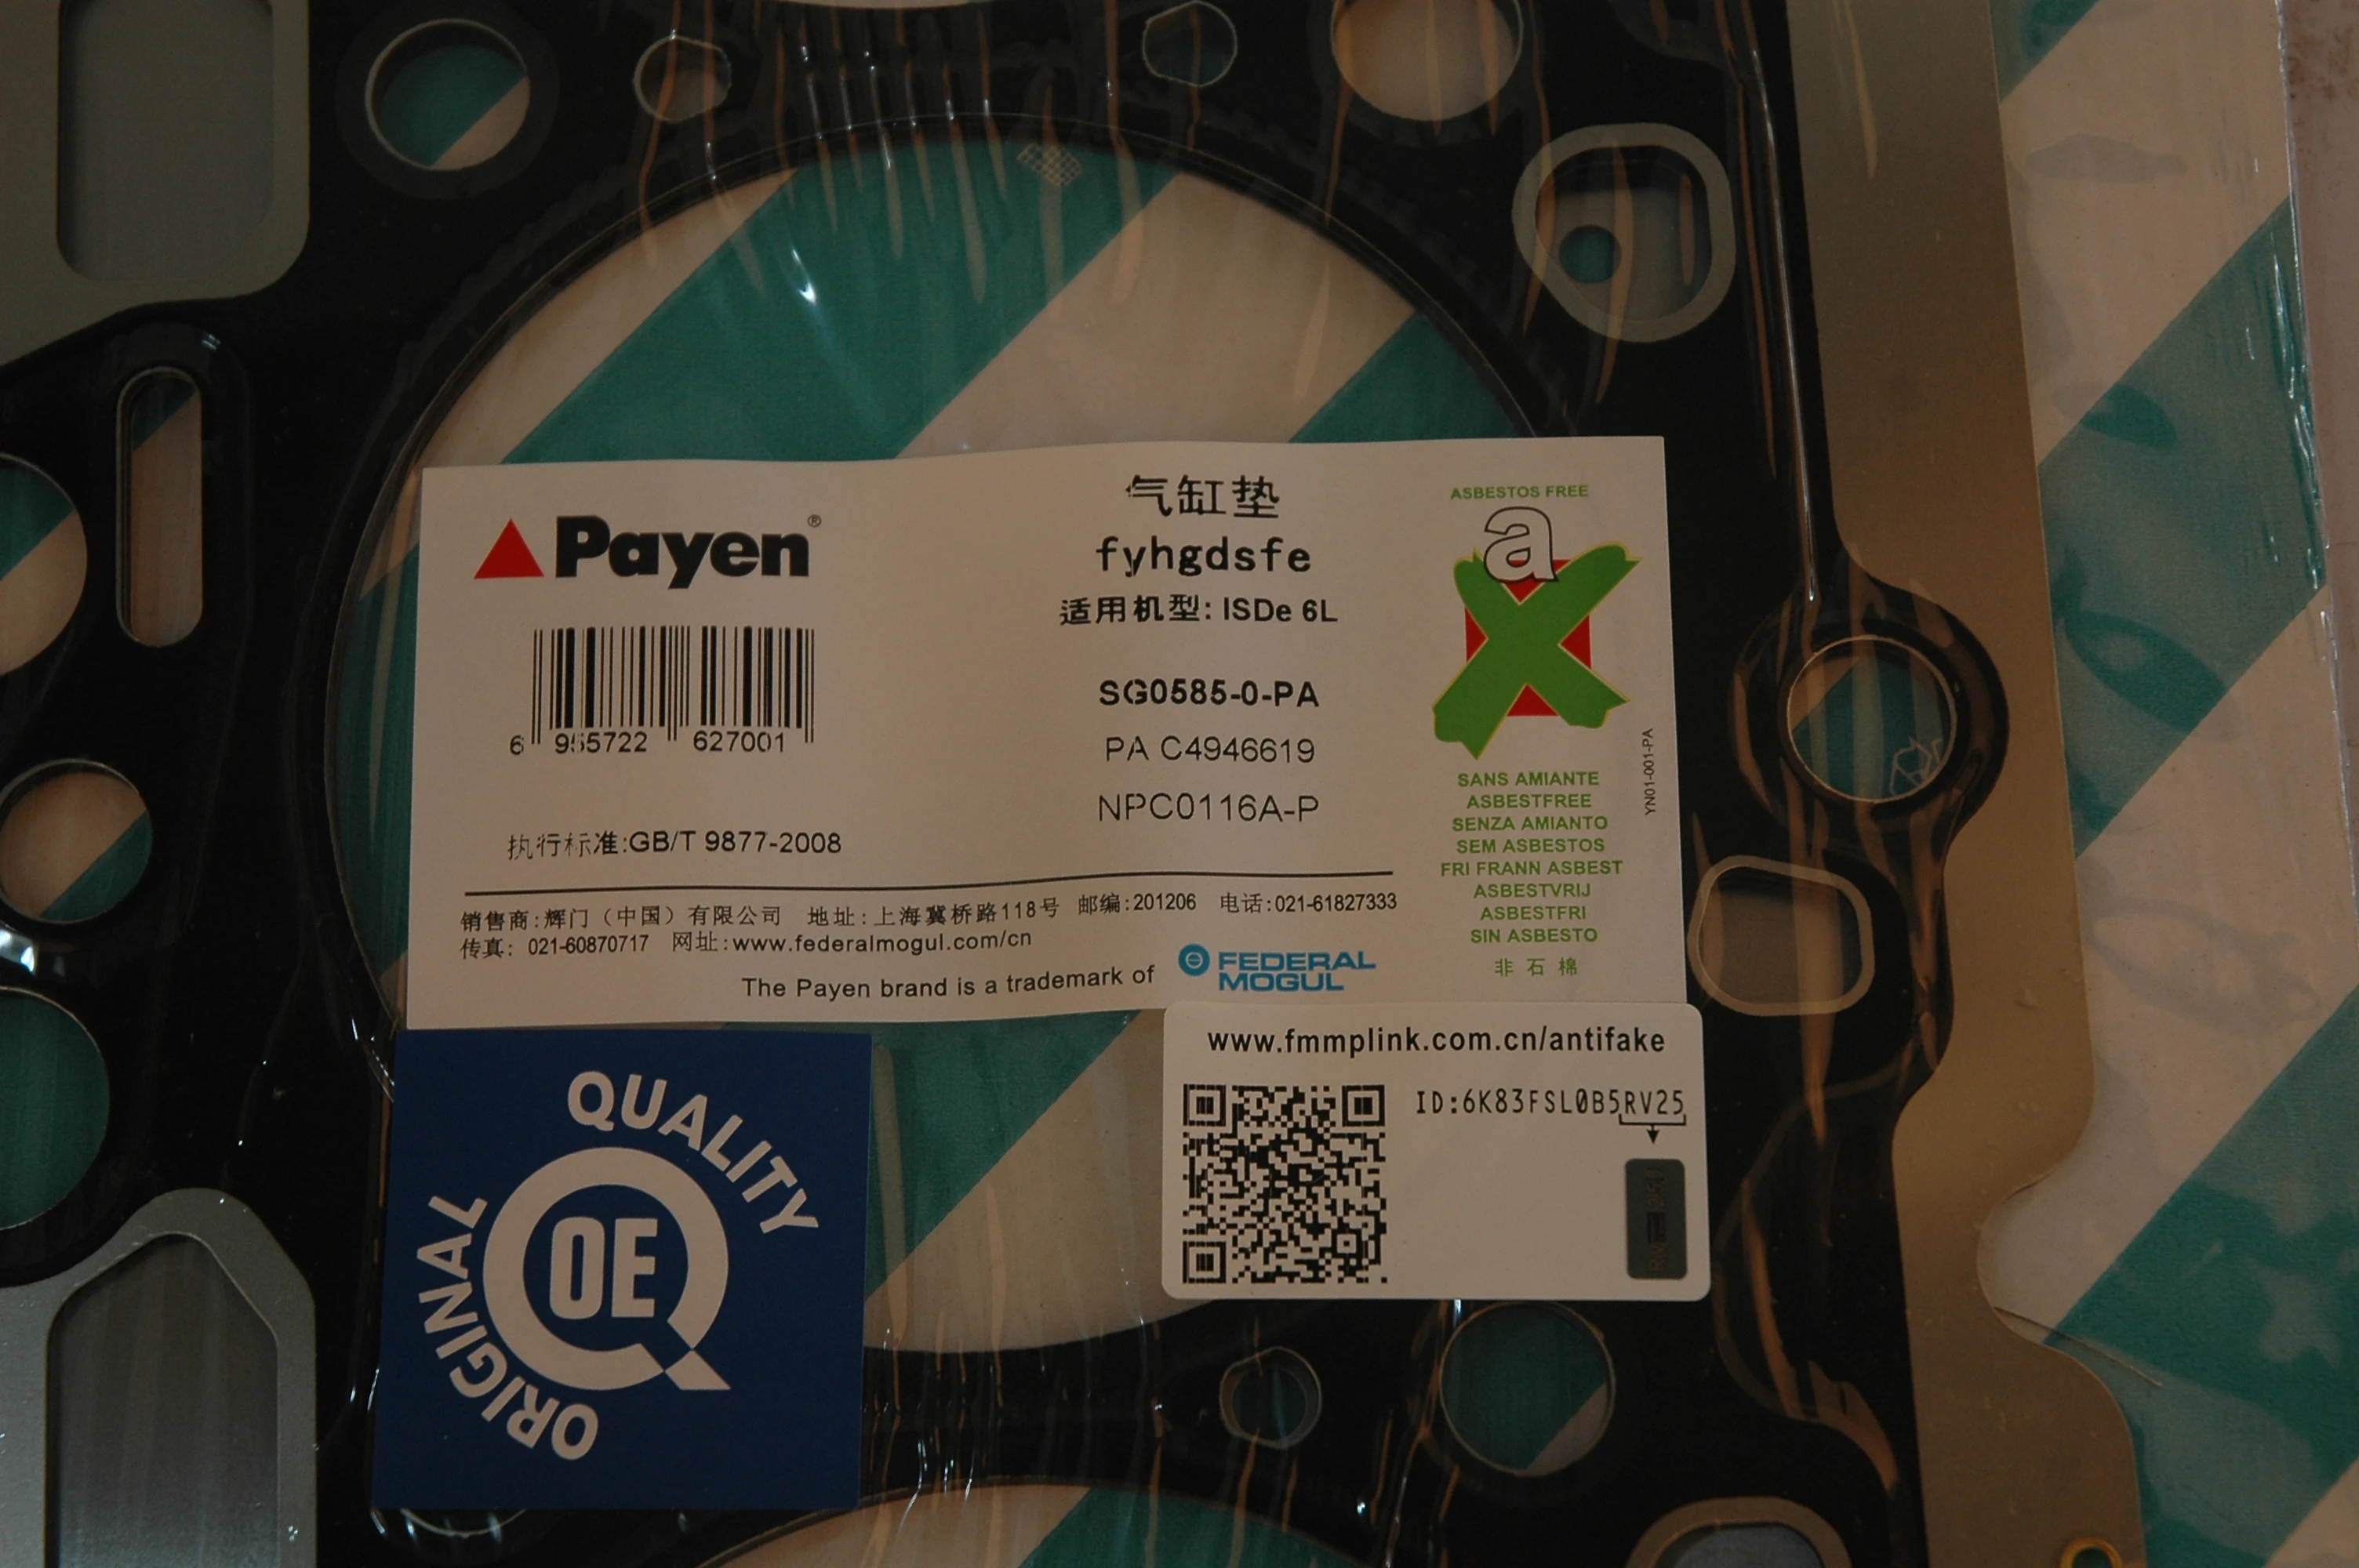 Payen®
6 955722 627001
执行标准:GB/T 9877-2008
气缸垫
fyhgdsfe
适用机型: ISDe 6L
SG0585-0-PA
PA C4946619
NPC0116A-P
ASBESTOS FREE
a
SANS AMIANTE
ASBESTFREE
SENZA AMIANTO
SEM ASBESTOS
FRI FRANN ASBEST
ASBESTVRIJ
ASBESTFRI
SIN ASBESTO
非石棉
YN01-001-PA
销售商:辉门（中国）有限公司 地址:上海冀桥路118号 邮编:201206 电话:021-61827333
传真: 021-60870717 网址:www.federalmogul.com/cn
The Payen brand is a trademark of
FEDERAL
MOGUL
www.fmmplink.com.cn/antifake
ID:6K83FSL0B5RV25
ORIGINAL QUALITY
OE